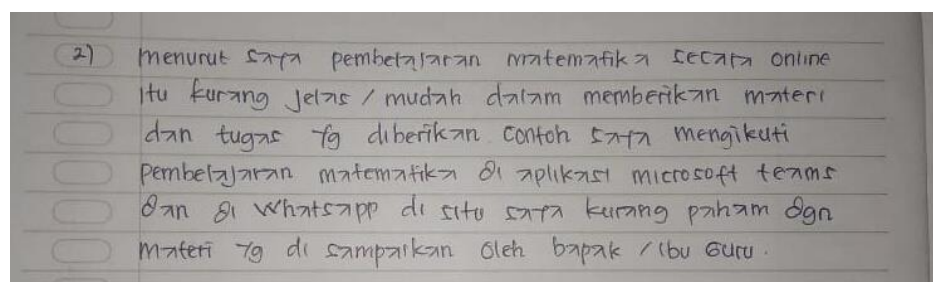 2) menurut saya pembelajaran matematika secara online
itu kurang jelas / mudah dalam memberikan materi
dan tugas yg diberikan. Contoh saya mengikuti
pembelajaran matematika di aplikasi microsoft teams
dan di Whatsapp di situ saya kurang paham dgn
materi yg di sampaikan oleh bapak / ibu Guru.